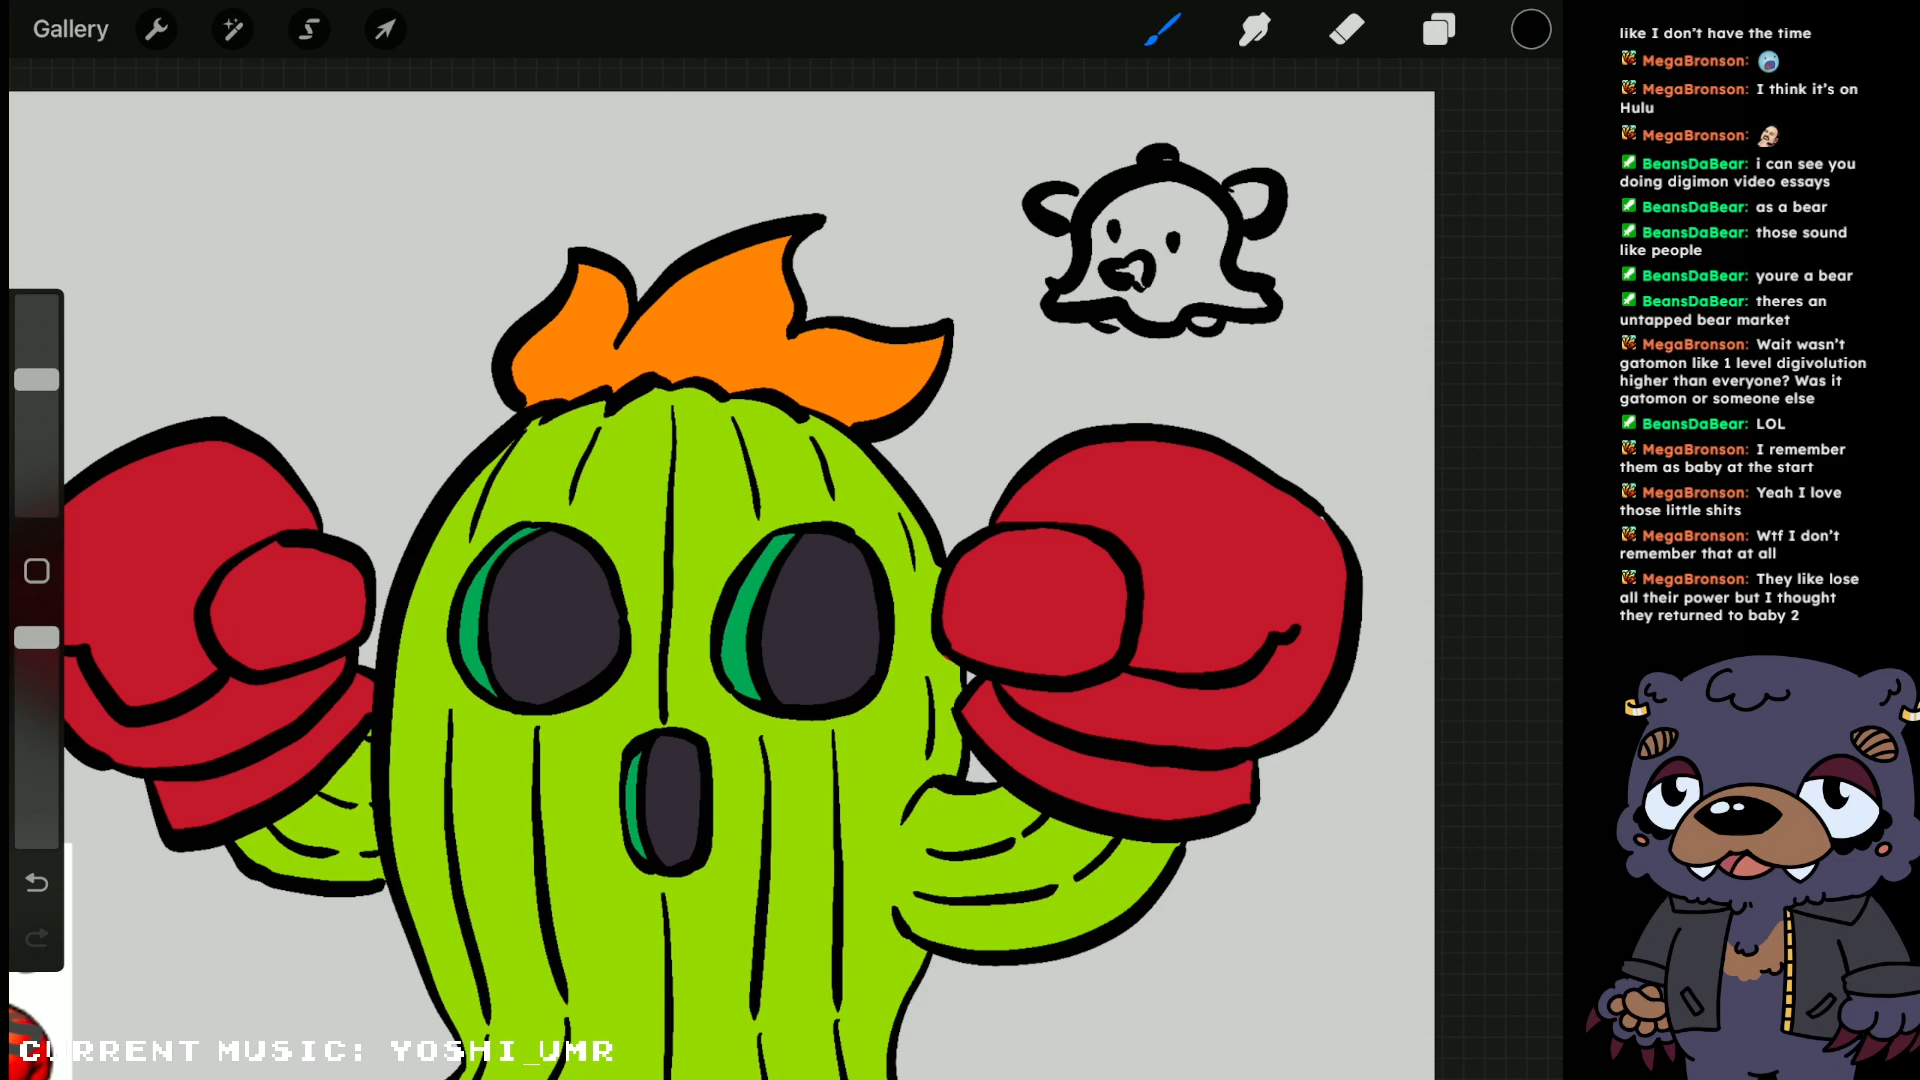 Gallery
like I don't have the time
MegaBronson:
MegaBronson: I think it's on
Hulu
MegaBronson:
BeansDaBear: i can see you
doing digimon video essays
BeansDaBear: as a bear
BeansDaBear: those sound
like people
BeansDaBear: youre a bear
BeansDaBear: theres an
untapped bear market
MegaBronson: Wait wasn't
gatomon like 1 level digivolution
higher than everyone? Was it
gatomon or someone else
BeansDaBear: LOL
MegaBronson: I remember
them as baby at the start
MegaBronson: Yeah I love
those little shits
MegaBronson: Wtf I don't
remember that at all
MegaBronson: They like lose
all their power but I thought
they returned to baby 2
CURRENT MUSIC: YOSHI_UMR